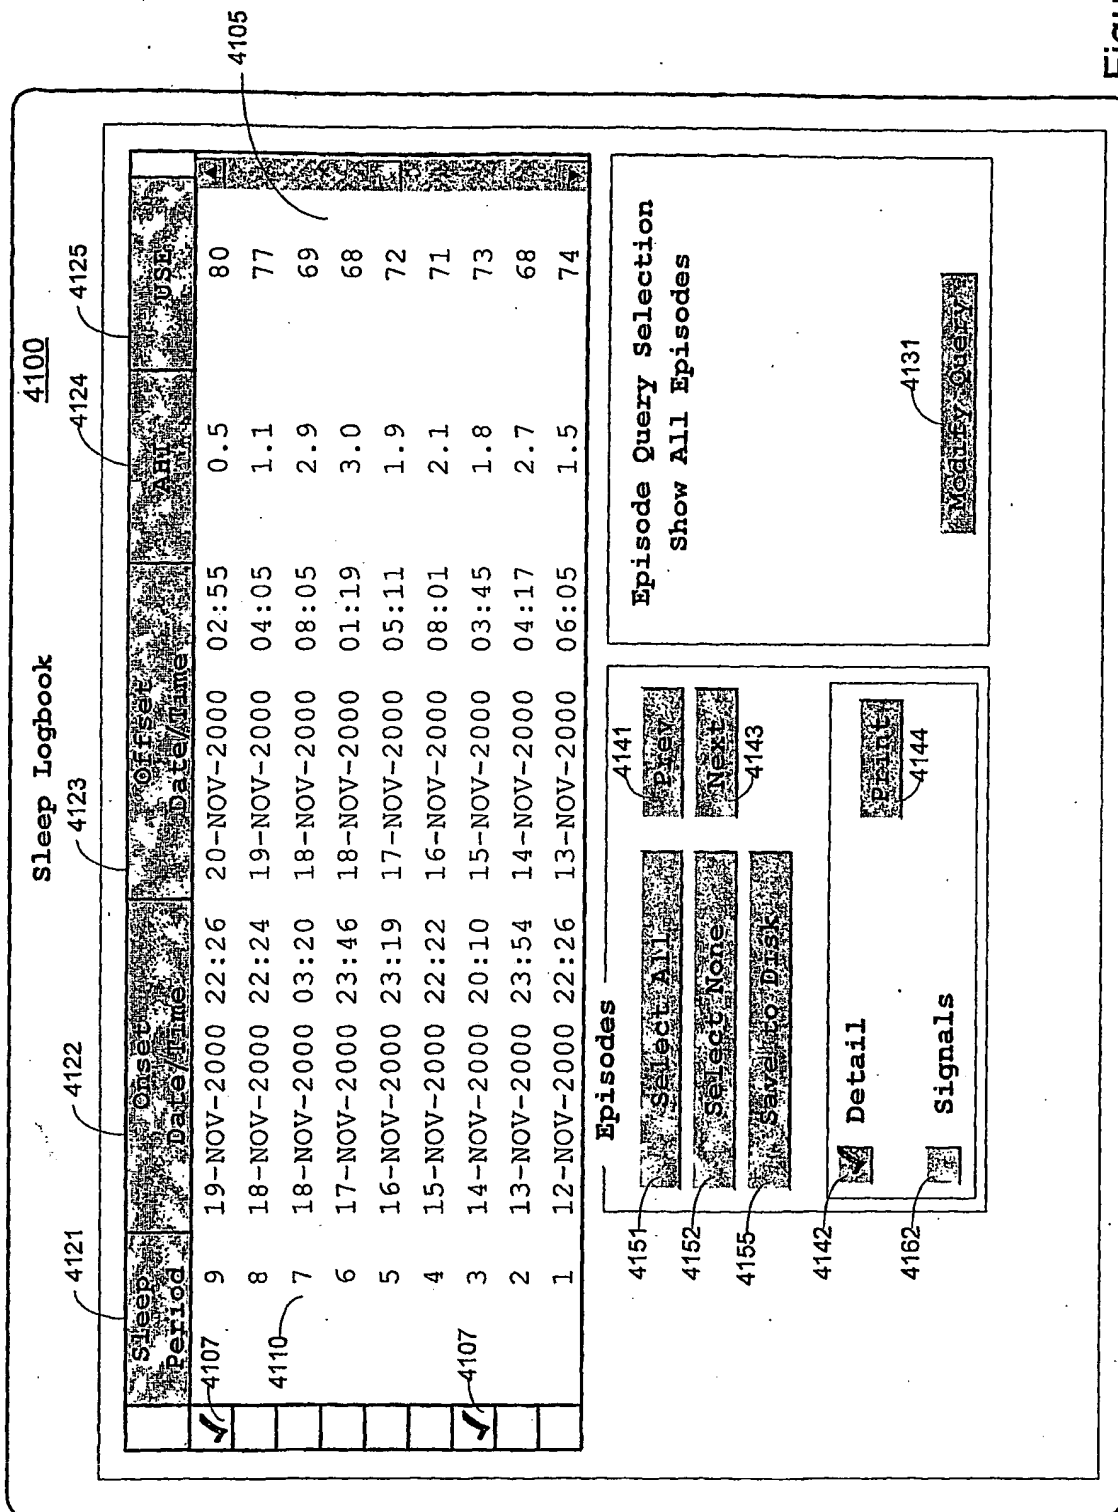 4100
Sleep Logbook
4121
4122
4123
4124
4125
Sleep Period
Onset Date/Time
Offset Date/Time
AHI
USE
9 19-NOV-2000 22:26 20-NOV-2000 02:55 0.5 80
8 18-NOV-2000 22:24 19-NOV-2000 04:05 1.1 77
7 18-NOV-2000 03:20 18-NOV-2000 08:05 2.9 69
6 17-NOV-2000 23:46 18-NOV-2000 01:19 3.0 68
5 16-NOV-2000 23:19 17-NOV-2000 05:11 1.9 72
4 15-NOV-2000 22:22 16-NOV-2000 08:01 2.1 71
3 14-NOV-2000 20:10 15-NOV-2000 03:45 1.8 73
2 13-NOV-2000 23:54 14-NOV-2000 04:17 2.7 68
1 12-NOV-2000 22:26 13-NOV-2000 06:05 1.5 74
4107
4110
4107
4105
Episodes
4151
Select All
4141
Prev
4152
Select None
Next
4143
4155
Save to Disk
4142
Detail
Print
4144
4162
Signals
Episode Query Selection
Show All Episodes
4131
Modify Query